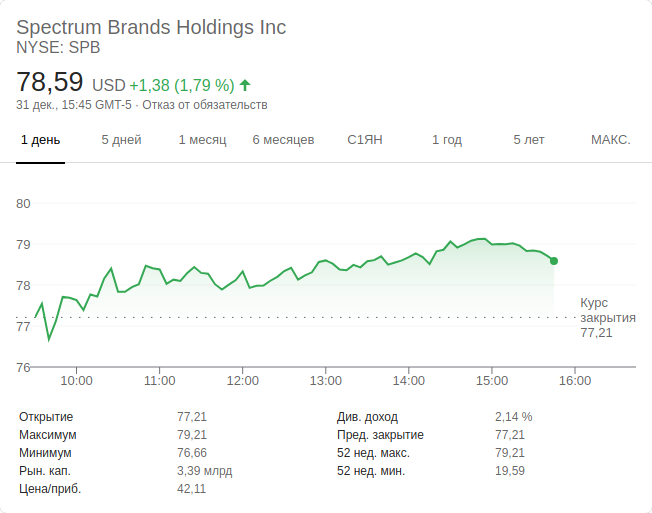 Spectrum Brands Holdings Inc
NYSE: SPB
78,59 USD +1,38 (1,79 %)
31 дек., 15:45 GMT-5 · Отказ от обязательств
1 день 5 дней 1 месяц 6 месяцев С1ЯН 1 год 5 лет МАКС.
80
79
78
77
76
Курс
закрытия
77,21
10:00 11:00 12:00 13:00 14:00 15:00 16:00
Открытие 77,21 Див. доход 2,14 %
Максимум 79,21 Пред. закрытие 77,21
Минимум 76,66 52 нед. макс. 79,21
Рын. кап. 3,39 млрд 52 нед. мин. 19,59
Цена/приб. 42,11